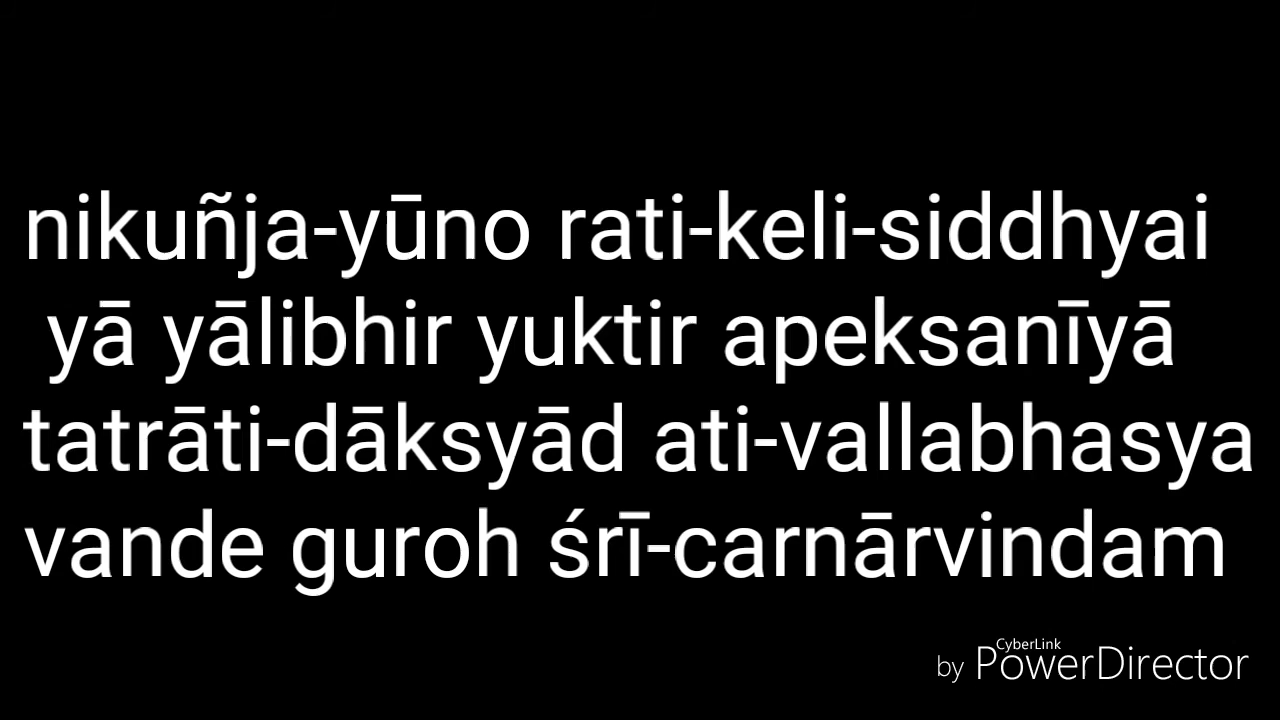 nikuñja-yūno rati-keli-siddhyai
yā yālibhir yuktir apeksanīyā
tatrāti-dāksyād ati-vallabhasya
vande guroh śrī-carnārvindam
CyberLink
by PowerDirector